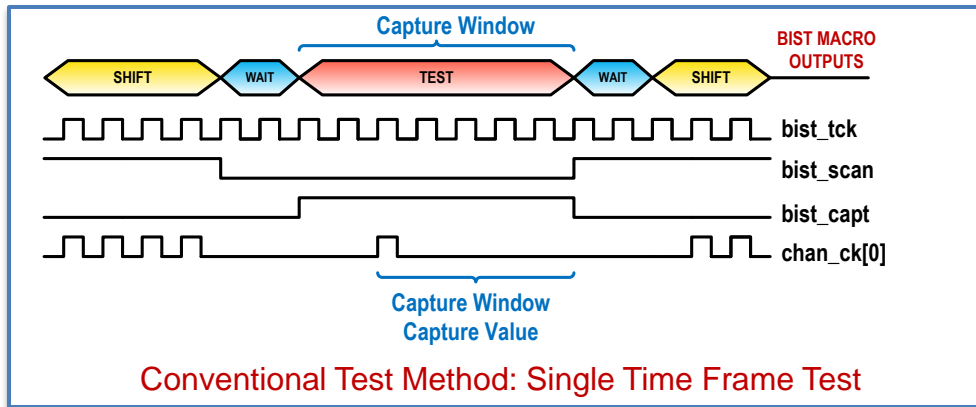 Capture Window
BIST MACRO
OUTPUTS
SHIFT
WAIT
TEST
WAIT
SHIFT
bist_tck
bist_scan
bist_capt
chan_ck[0]
Capture Window
Capture Value
Conventional Test Method: Single Time Frame Test